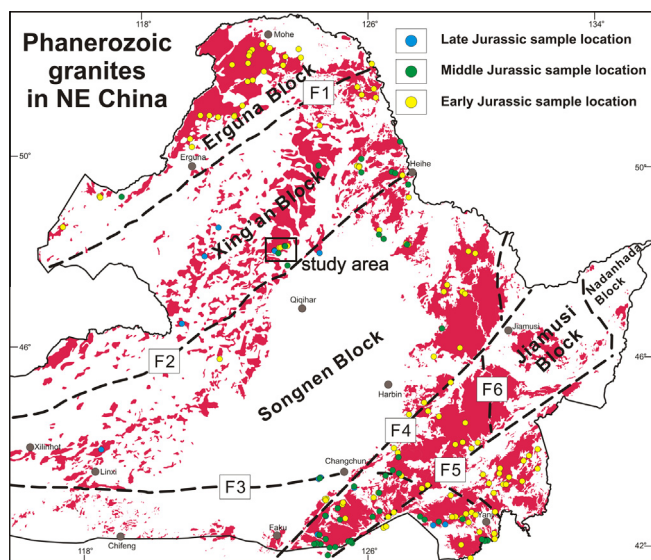 118
126
134
Phanerozoic
granites
in NE China
Mohe
Late Jurassic sample location
Middle Jurassic sample location
Early Jurassic sample location
F1
Erguna Block
50
Erguna
Heihe
50
Xing'an Block
study area
Nadanhada
Block
Qiqihar
Jiamusi
Jiamusi
Block
46
F2
46
Songnen Block
Harbin
F6
F4
Xilinhot
Linxi
F3
Changchun
F5
Faku
Yanji
Chifeng
42
118
126